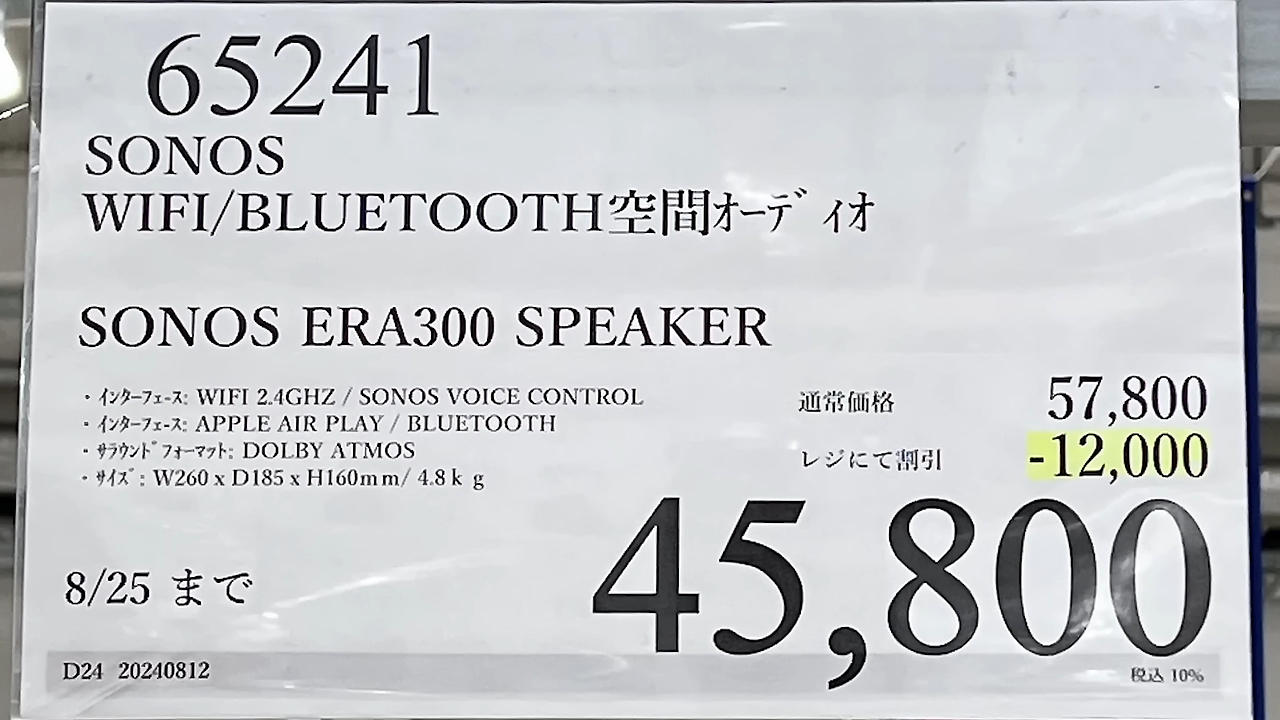 65241
SONOS
WIFI/BLUETOOTH空間ｵｰﾃﾞｨｵ
SONOS ERA300 SPEAKER
・ｲﾝﾀｰﾌｪｰｽ: WIFI 2.4GHZ / SONOS VOICE CONTROL
・ｲﾝﾀｰﾌｪｰｽ: APPLE AIR PLAY / BLUETOOTH
・ｻﾗｳﾝﾄﾞﾌｫｰﾏｯﾄ: DOLBY ATMOS
・ｻｲｽﾞ: W260 x D185 x H160mm/ 4.8ｋｇ
通常価格 57,800
レジにて割引 -12,000
45,800
8/25 まで
D24 20240812
税込 10%